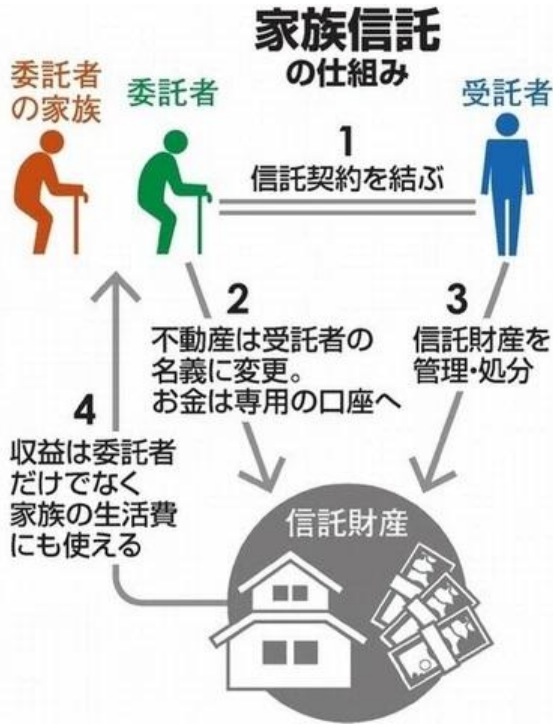 家族信託
の仕組み
委託者
の家族
委託者
受託者
1
信託契約を結ぶ
2
不動産は受託者の
名義に変更。
お金は専用の口座へ
3
信託財産を
管理・処分
4
収益は委託者
だけでなく
家族の生活費
にも使える
信託財産